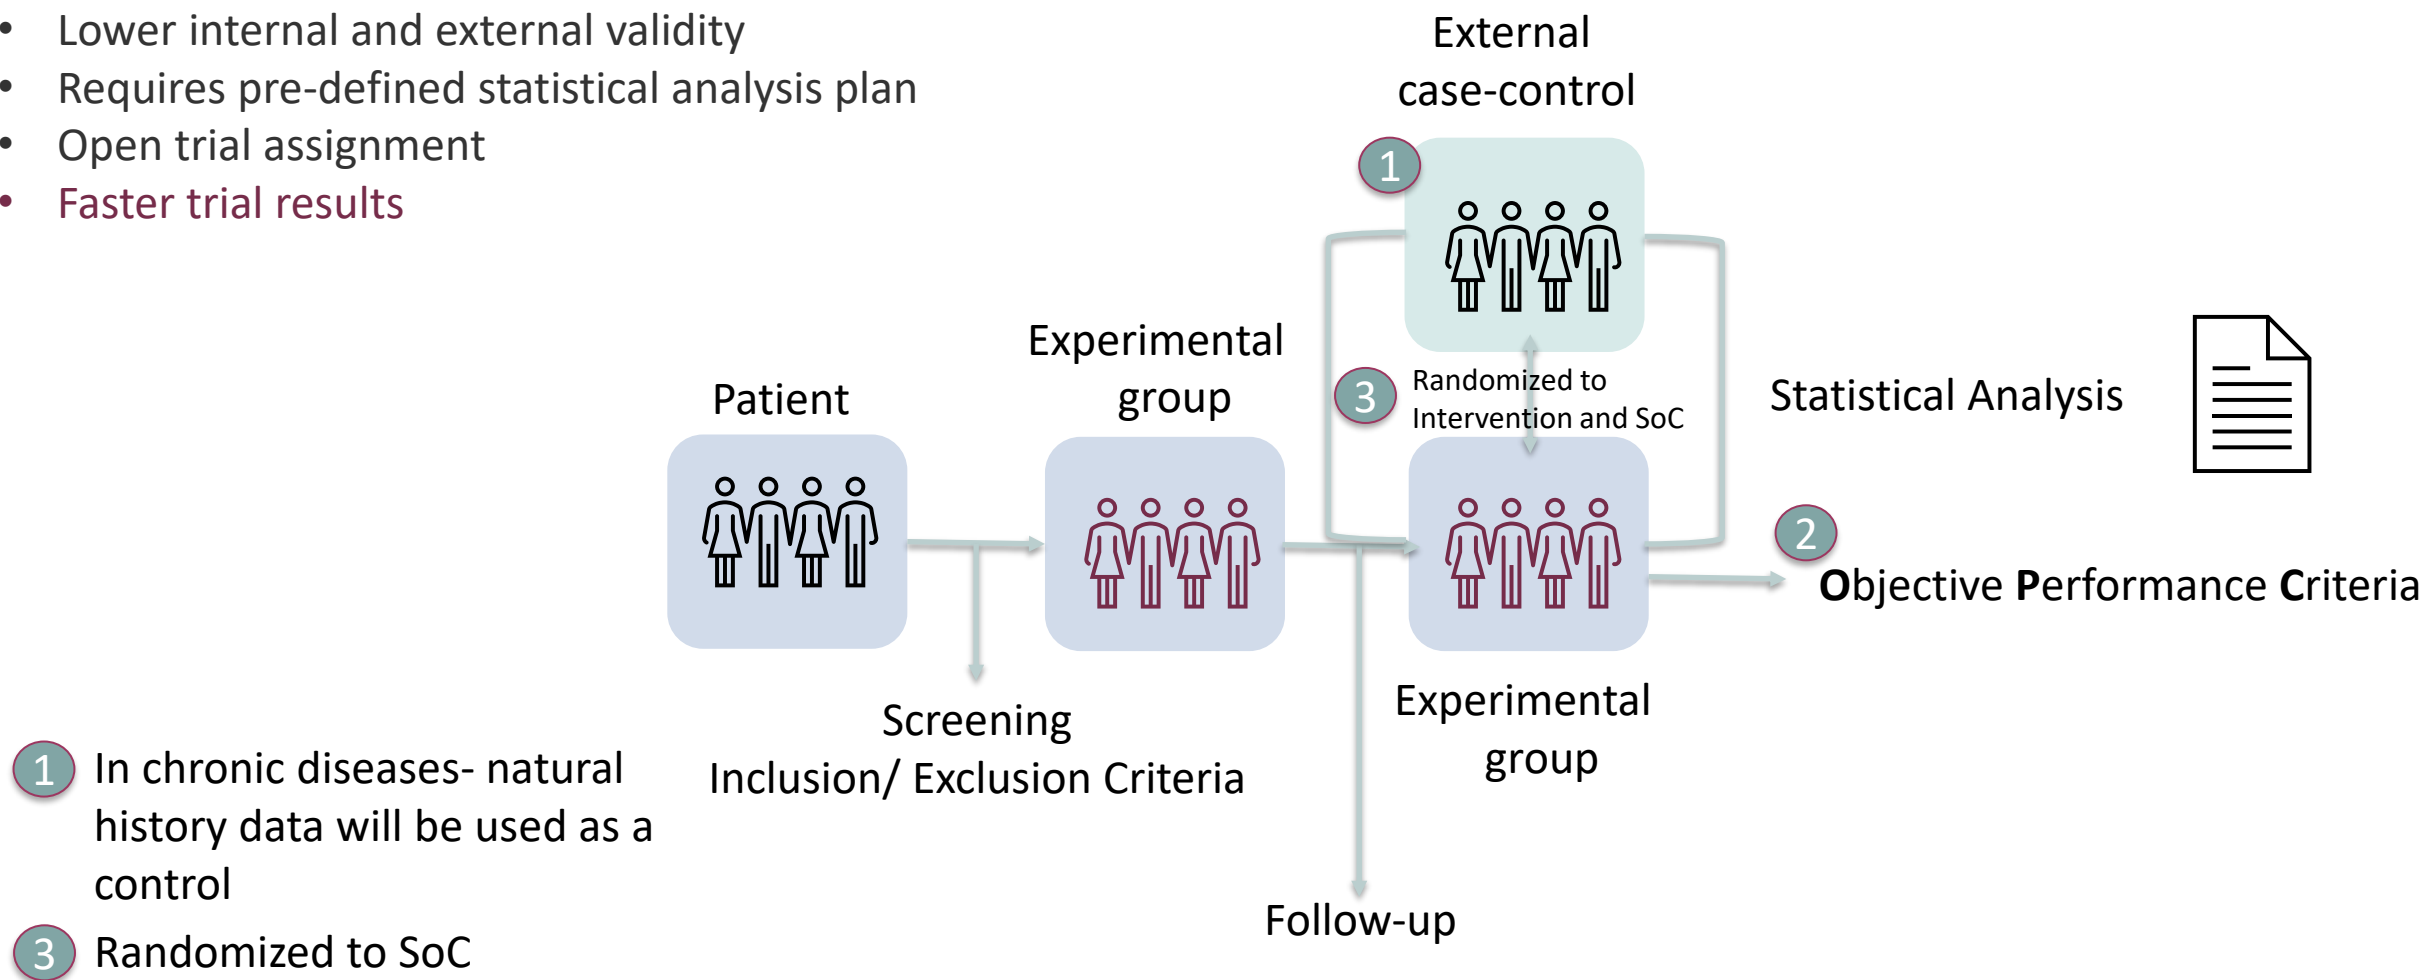 • Lower internal and external validity
• Requires pre-defined statistical analysis plan
• Open trial assignment
• Faster trial results
External
case-control
1
Experimental
group
Patient
3
Randomized to
Intervention and SoC
Statistical Analysis
2
Objective Performance Criteria
Screening
Inclusion/ Exclusion Criteria
Experimental
group
Follow-up
1 In chronic diseases- natural
history data will be used as a
control
3 Randomized to SoC